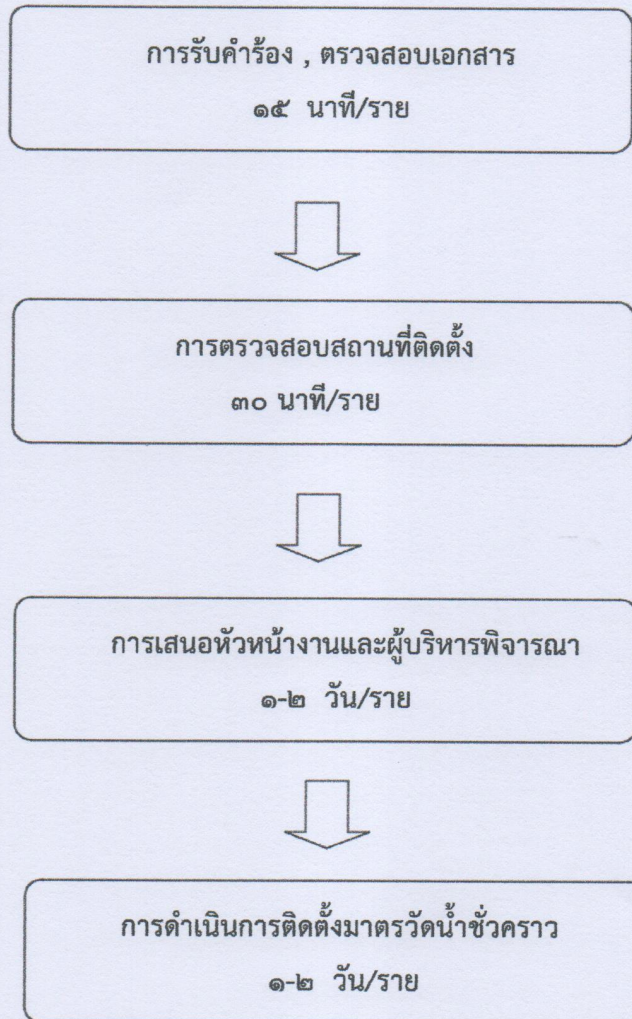 การรับคำร้อง , ตรวจสอบเอกสาร
๑๕ นาที/ราย
การตรวจสอบสถานที่ติดตั้ง
๓๐ นาที/ราย
การเสนอหัวหน้างานและผู้บริหารพิจารณา
๑-๒ วัน/ราย
การดำเนินการติดตั้งมาตรวัดน้ำชั่วคราว
๑-๒ วัน/ราย